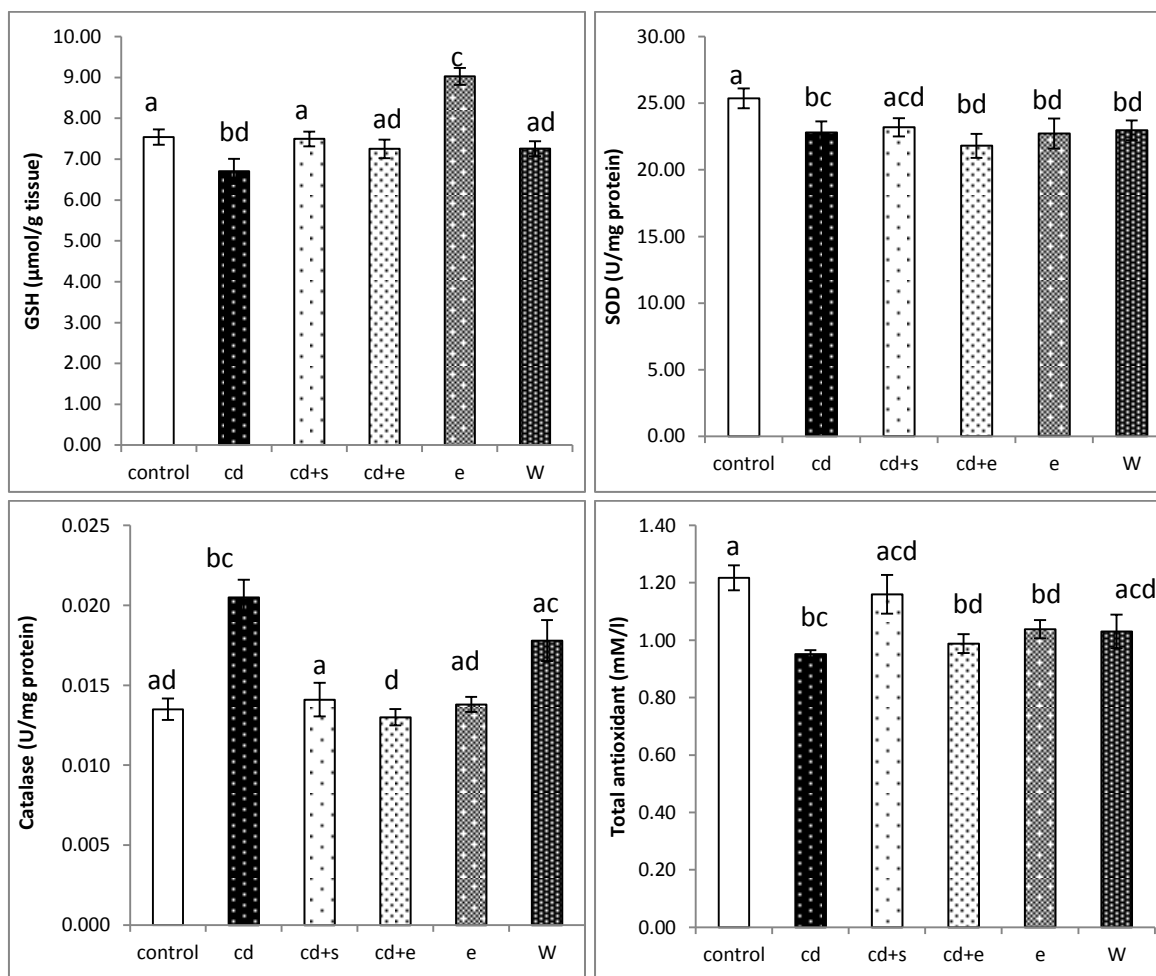 GSH (µmol/g tissue)
10.00
9.00
8.00
7.00
6.00
5.00
4.00
3.00
2.00
1.00
0.00
a
bd
a
ad
c
ad
control cd cd+s cd+e e W
SOD (U/mg protein)
30.00
25.00
20.00
15.00
10.00
5.00
0.00
a
bc
acd
bd
bd
bd
control cd cd+s cd+e e W
Catalase (U/mg protein)
0.025
0.020
0.015
0.010
0.005
0.000
ad
bc
a
d
ad
ac
control cd cd+s cd+e e W
Total antioxidant (mM/l)
1.40
1.20
1.00
0.80
0.60
0.40
0.20
0.00
a
bc
acd
bd
bd
acd
control cd cd+s cd+e e W